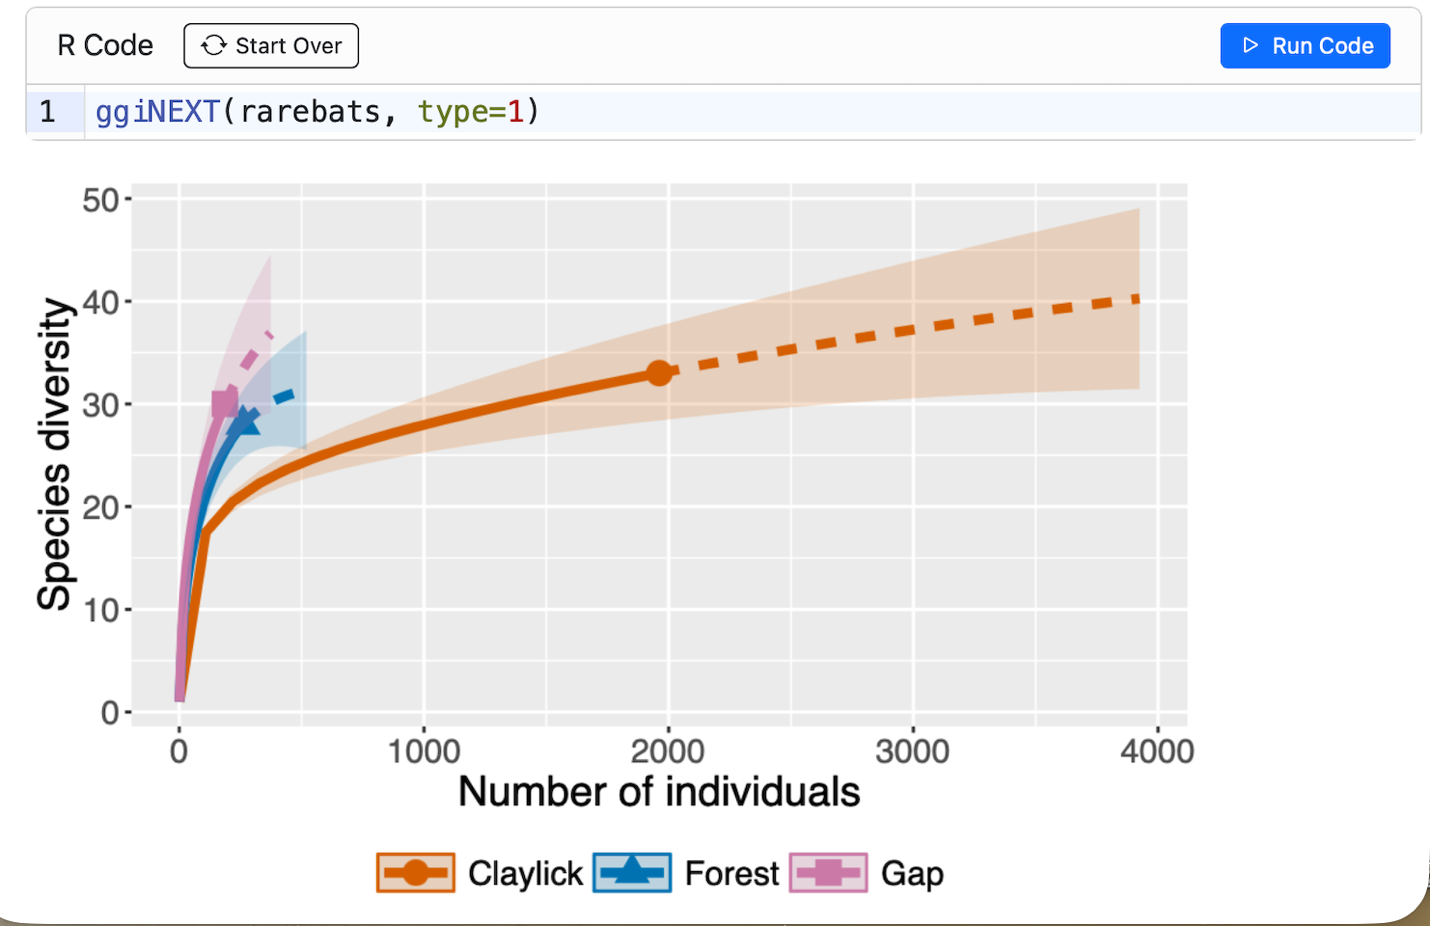 R Code Start Over Run Code
1 ggiNEXT(rarebats, type=1)
50
40
30
20
10
0
Species diversity
0 1000 2000 3000 4000
Number of individuals
Claylick Forest Gap